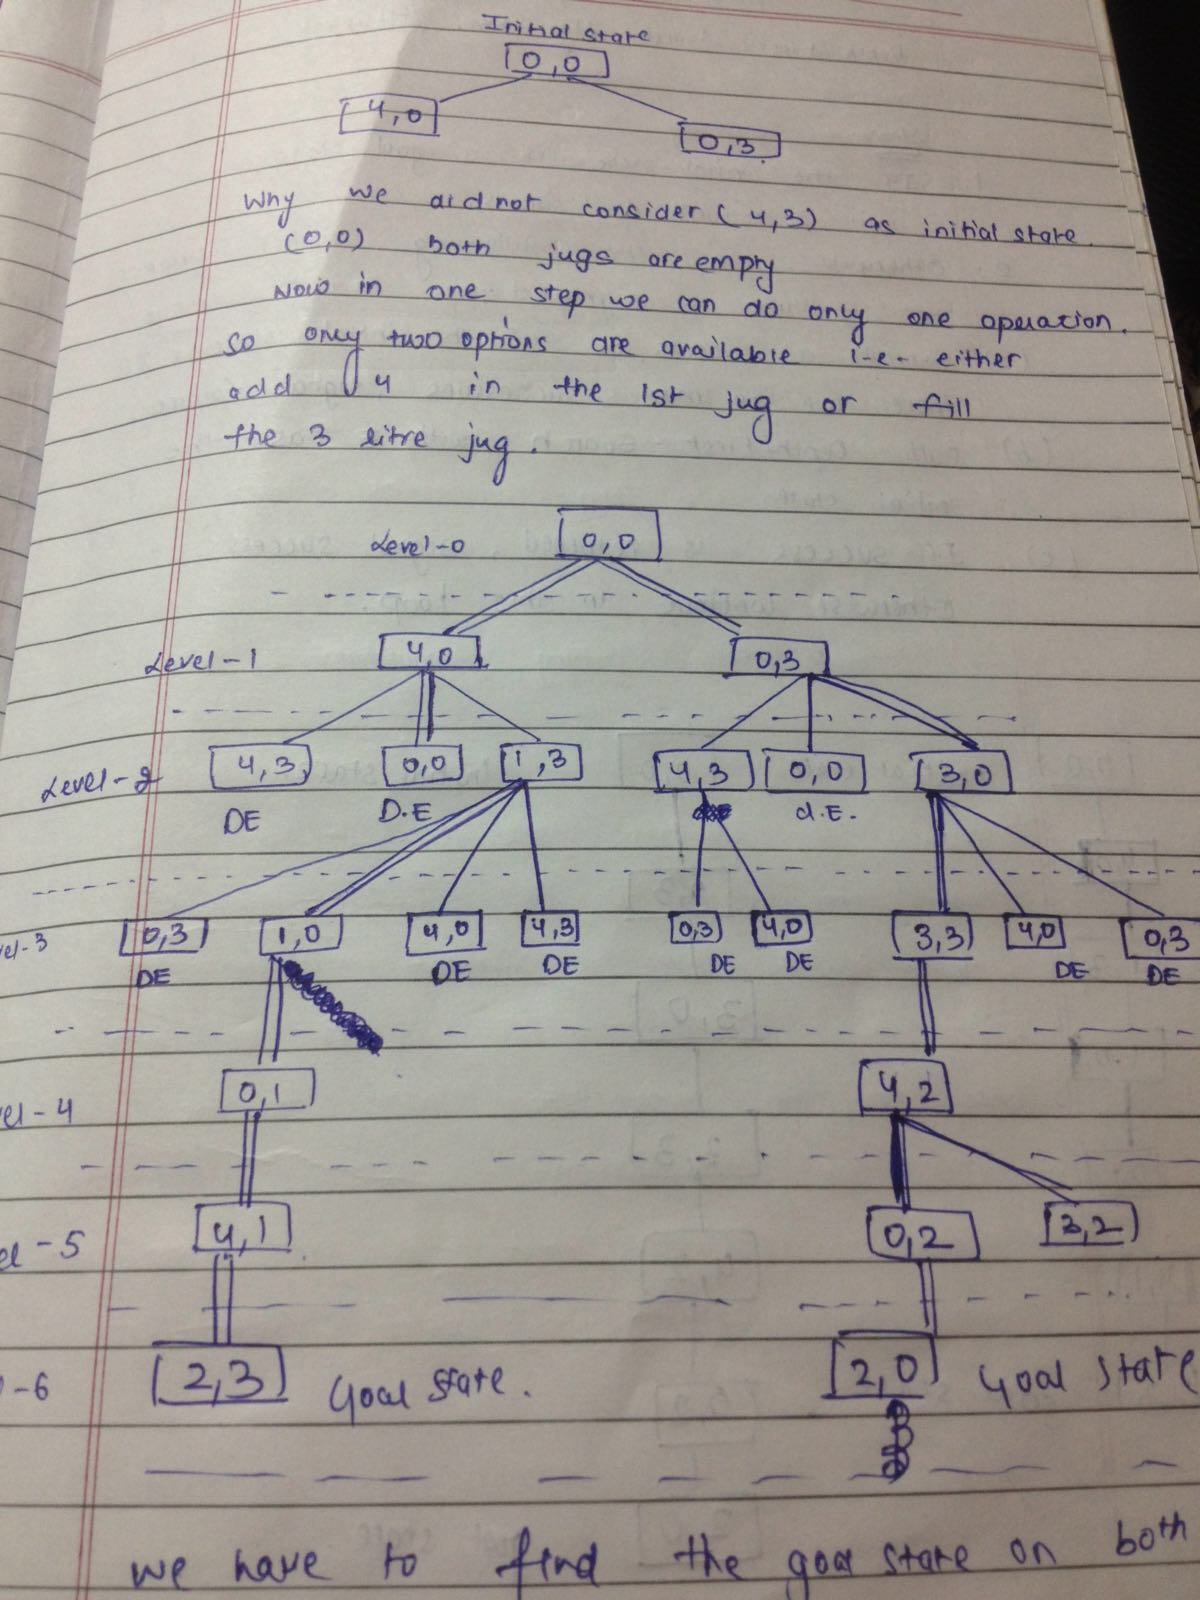 Initial state
0,0
4,0
0,3
Why we did not consider (4,3) as initial state.
(0,0) both jugs are empty
Now in one step we can do only one operation.
so only two options are available i-e- either
add 4 in the 1st jug or fill
the 3 litre jug.
Level-0 0,0
Level-1 4,0 0,3
Level-2 4,3 0,0 1,3 4,3 0,0 3,0
DE D.E d.E.
vel-3 0,3 1,0 4,0 4,3 0,3 4,0 3,3 4,0 0,3
DE DE DE DE DE DE DE
vel-4 0,1 4,2
el-5 4,1 0,2 3,2
-6 2,3 Goal state. 2,0 Goal state
we have to find the goal state on both